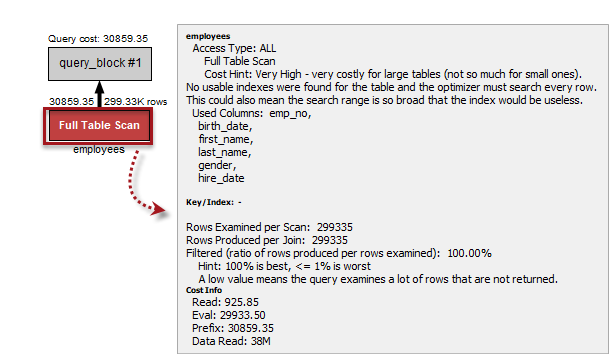 Query cost: 30859.35
query_block #1
30859.35 299.33K rows
Full Table Scan
employees
employees
Access Type: ALL
Full Table Scan
Cost Hint: Very High - very costly for large tables (not so much for small ones).
No usable indexes were found for the table and the optimizer must search every row.
This could also mean the search range is so broad that the index would be useless.
Used Columns: emp_no,
birth_date,
first_name,
last_name,
gender,
hire_date
Key/Index: -
Rows Examined per Scan: 299335
Rows Produced per Join: 299335
Filtered (ratio of rows produced per rows examined): 100.00%
Hint: 100% is best, <= 1% is worst
A low value means the query examines a lot of rows that are not returned.
Cost Info
Read: 925.85
Eval: 29933.50
Prefix: 30859.35
Data Read: 38M